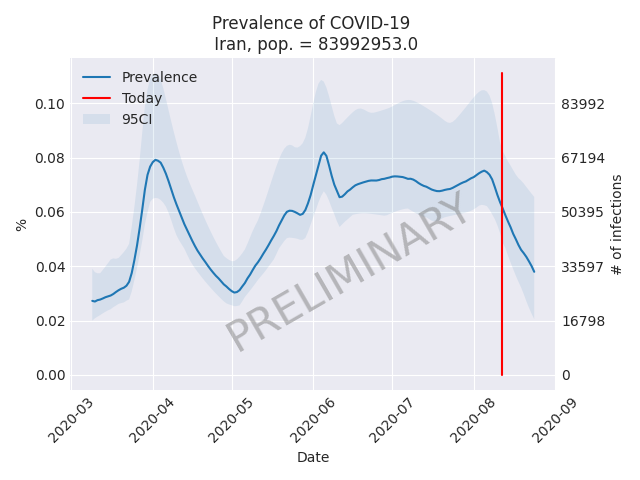 Prevalence of COVID-19
Iran, pop. = 83992953.0
Prevalence
Today
95CI
0.10
0.08
0.06
0.04
0.02
0.00
%
83992
67194
50395
33597
16798
0
# of infections
PRELIMINARY
2020-03
2020-04
2020-05
2020-06
2020-07
2020-08
2020-09
Date